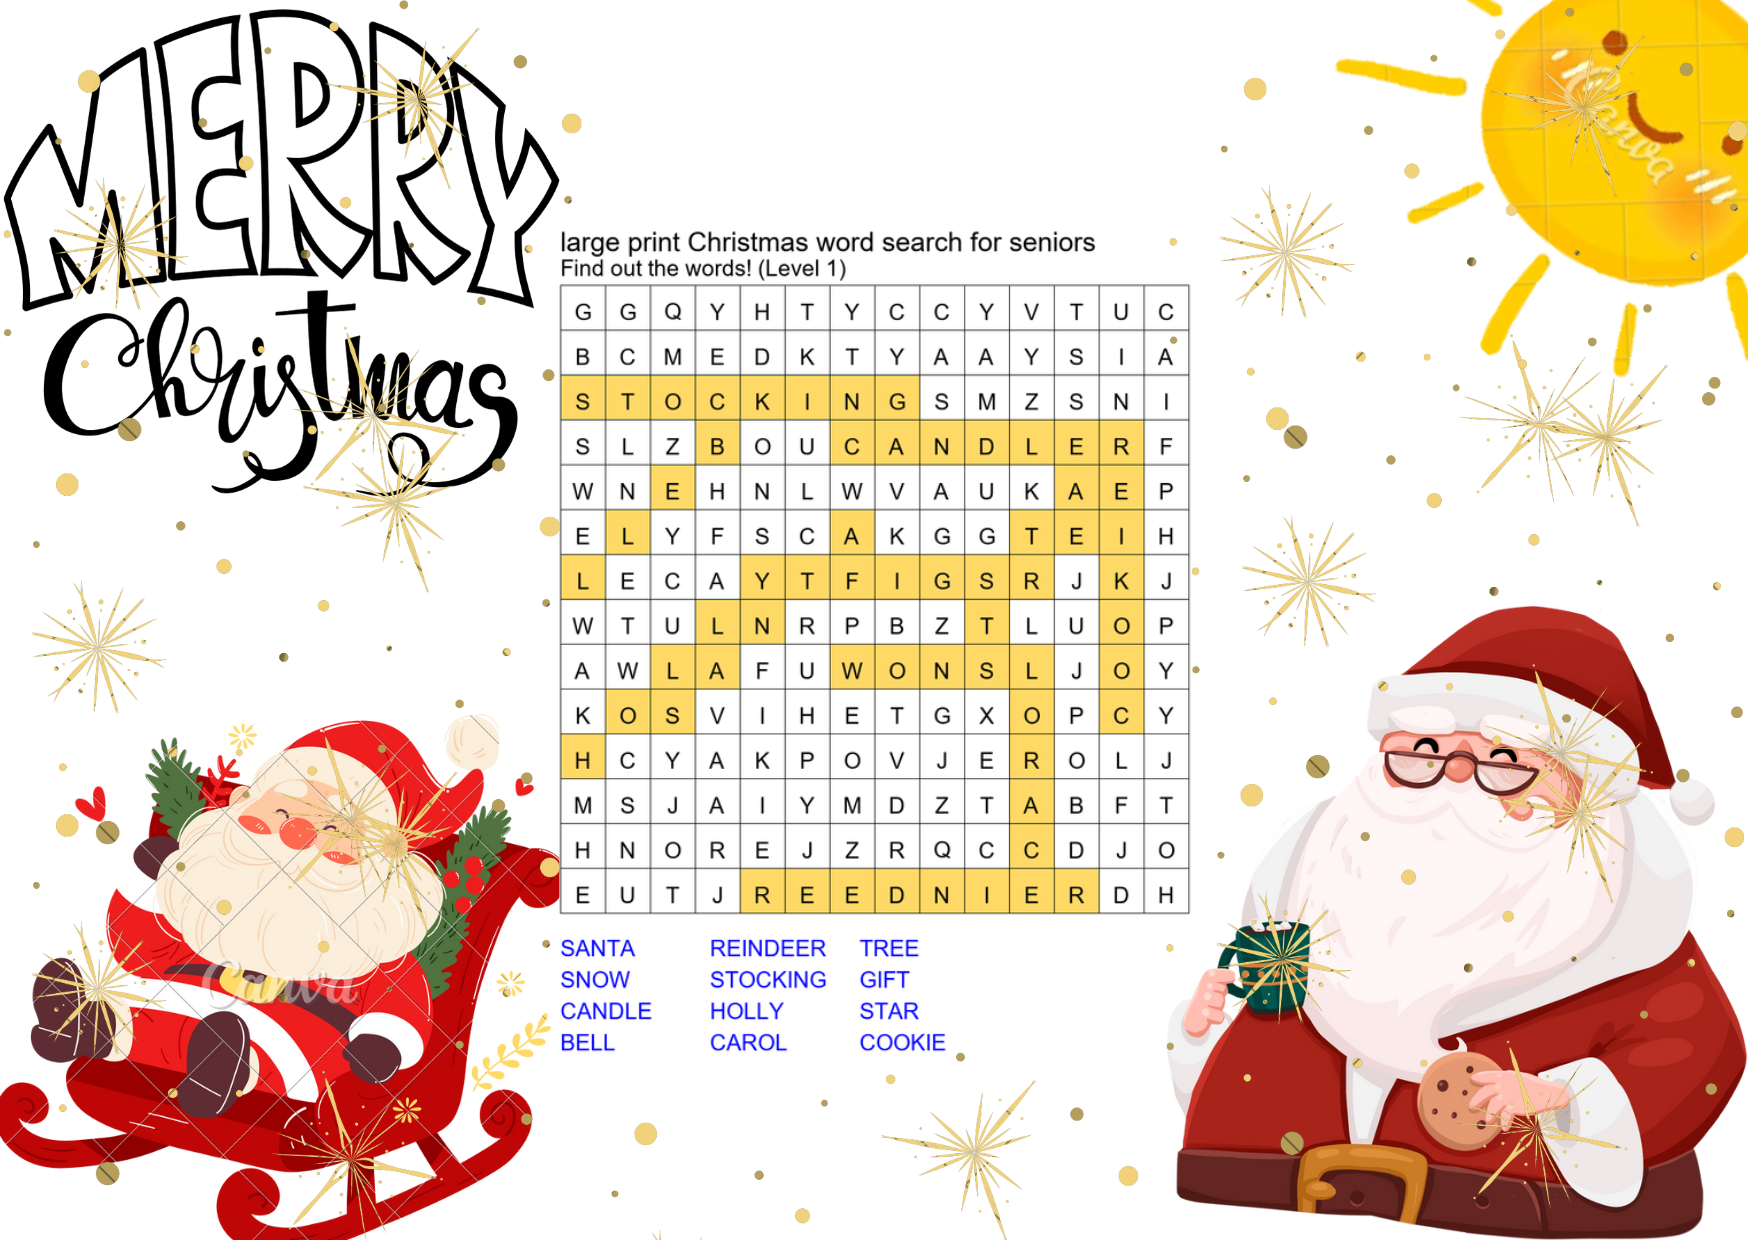 MERRY
Christmas
Canva
large print Christmas word search for seniors
Find out the words! (Level 1)
G G Q Y H T Y C C Y V T U C
B C M E D K T Y A A Y S I A
S T O C K I N G S M Z S N I
S L Z B O U C A N D L E R F
W N E H N L W V A U K A E P
E L Y F S C A K G G T E I H
L E C A Y T F I G S R J K J
W T U L N R P B Z T L U O P
A W L A F U W O N S L J O Y
K O S V I H E T G X O P C Y
H C Y A K P O V J E R O L J
M S J A I Y M D Z T A B F T
H N O R E J Z R Q C C D J O
E U T J R E E D N I E R D H
SANTA REINDEER TREE
SNOW STOCKING GIFT
CANDLE HOLLY STAR
BELL CAROL COOKIE
Canva